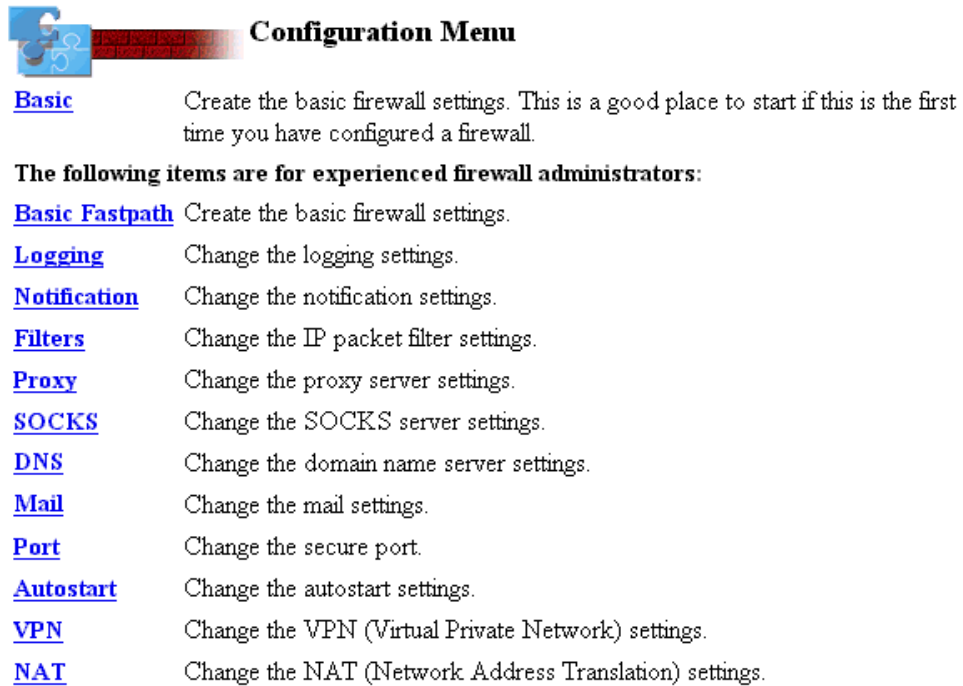 Configuration Menu
Basic Create the basic firewall settings. This is a good place to start if this is the first
time you have configured a firewall.
The following items are for experienced firewall administrators:
Basic Fastpath Create the basic firewall settings.
Logging Change the logging settings.
Notification Change the notification settings.
Filters Change the IP packet filter settings.
Proxy Change the proxy server settings.
SOCKS Change the SOCKS server settings.
DNS Change the domain name server settings.
Mail Change the mail settings.
Port Change the secure port.
Autostart Change the autostart settings.
VPN Change the VPN (Virtual Private Network) settings.
NAT Change the NAT (Network Address Translation) settings.